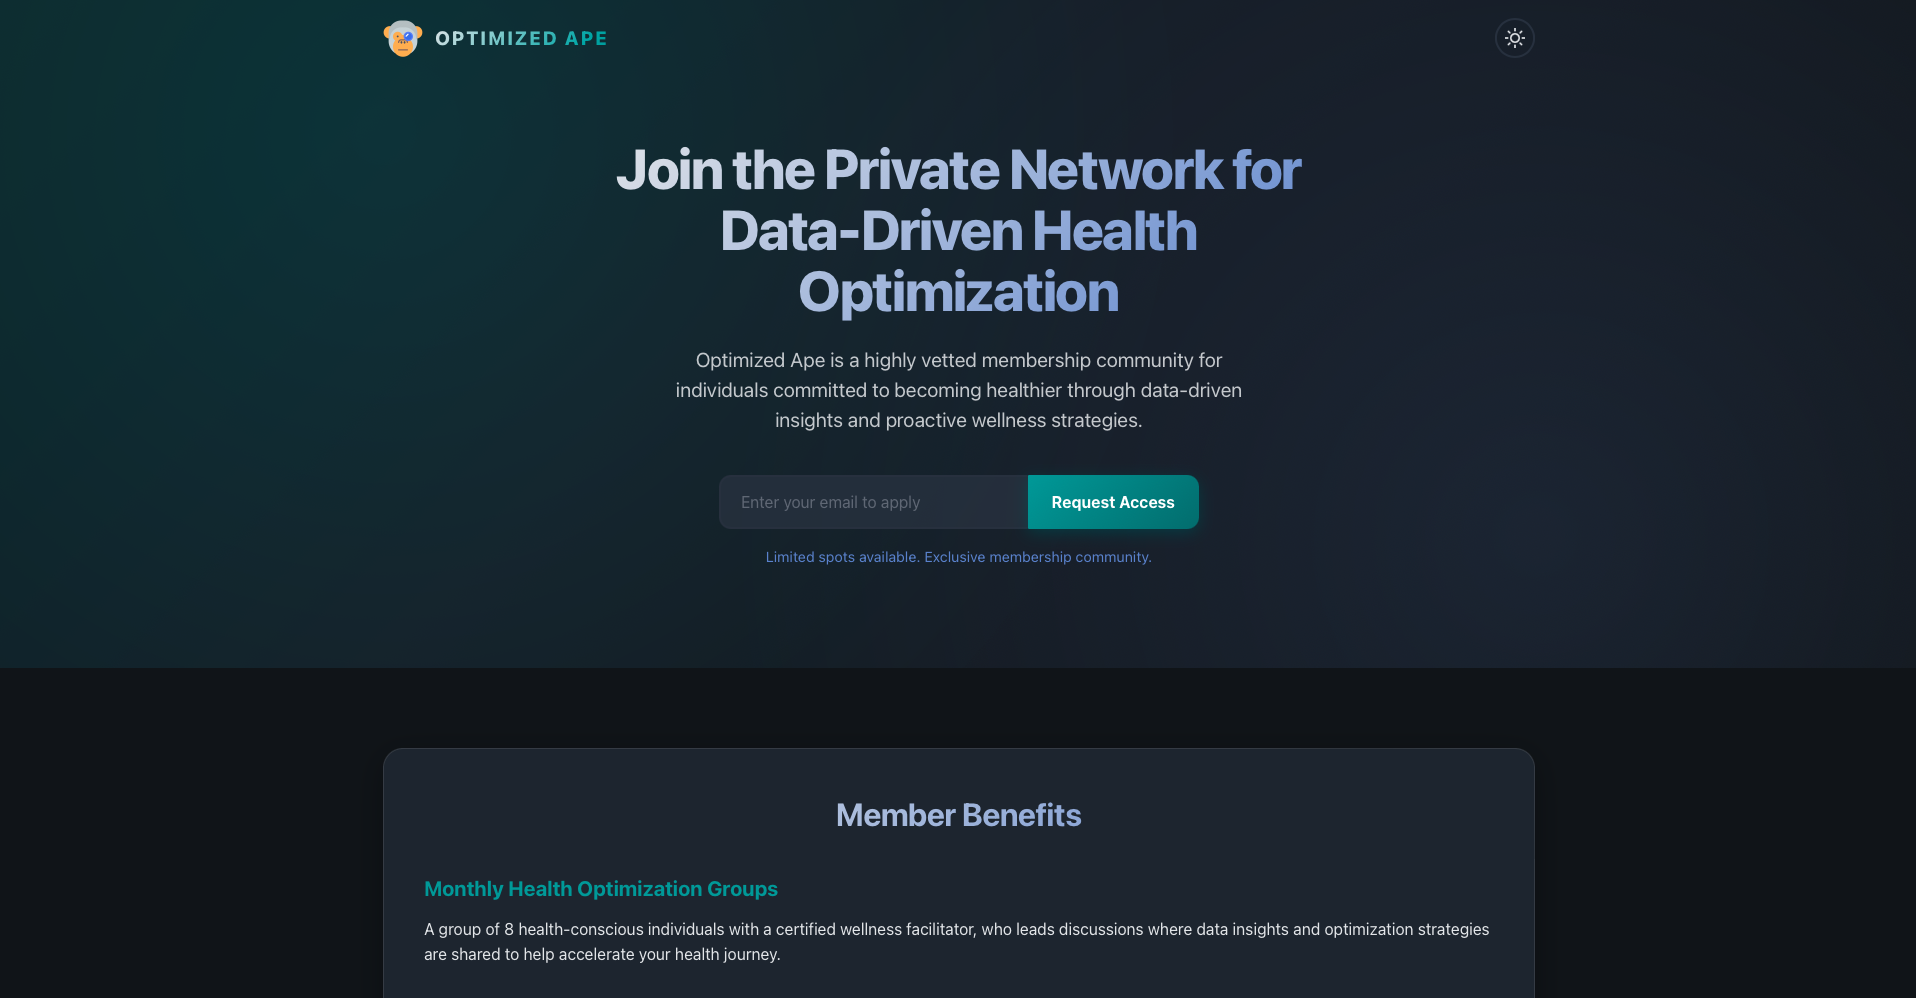 OPTIMIZED APE
Join the Private Network for
Data-Driven Health
Optimization
Optimized Ape is a highly vetted membership community for
individuals committed to becoming healthier through data-driven
insights and proactive wellness strategies.
Enter your email to apply
Request Access
Limited spots available. Exclusive membership community.
Member Benefits
Monthly Health Optimization Groups
A group of 8 health-conscious individuals with a certified wellness facilitator, who leads discussions where data insights and optimization strategies
are shared to help accelerate your health journey.